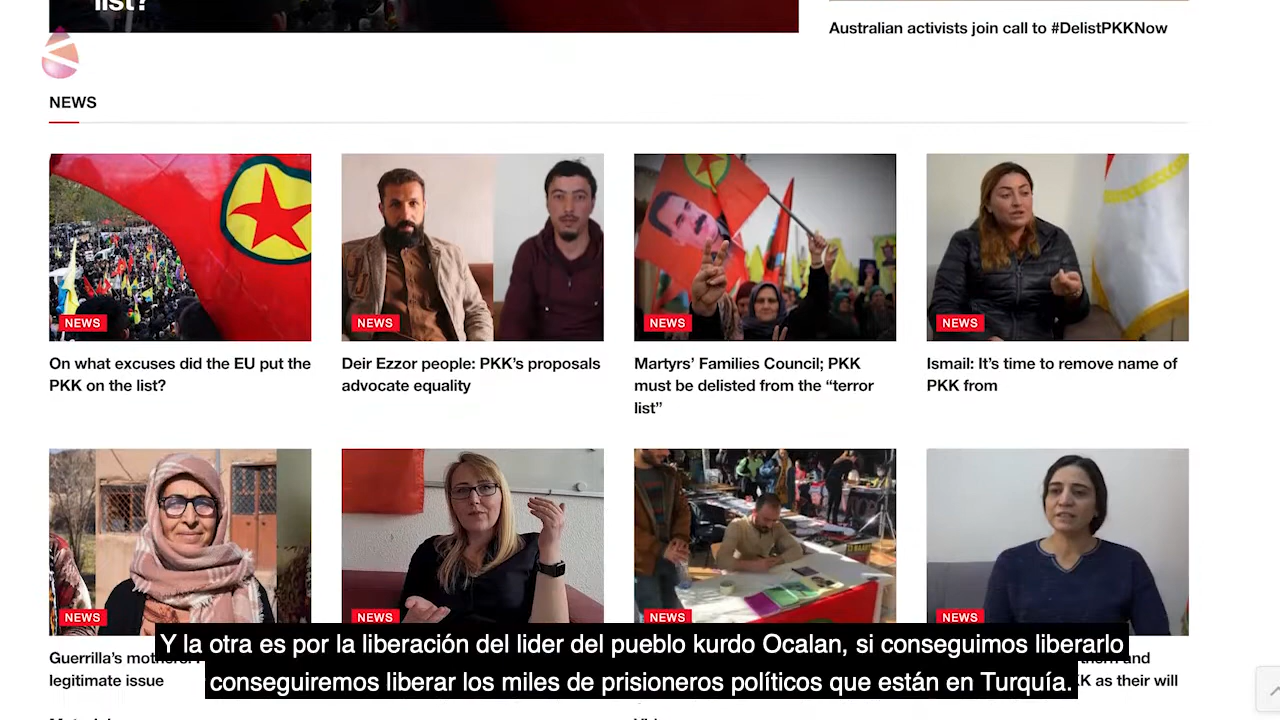 list?
Australian activists join call to #DelistPKKNow
NEWS
NEWS
On what excuses did the EU put the
PKK on the list?
NEWS
Deir Ezzor people: PKK’s proposals
advocate equality
NEWS
Martyrs’ Families Council; PKK
must be delisted from the “terror
list”
NEWS
Ismail: It’s time to remove name of
PKK from
NEWS
Guerrilla’s
legitimate issue
NEWS
NEWS
NEWS
and
as their will
Y la otra es por la liberación del lider del pueblo kurdo Ocalan, si conseguimos liberarlo
conseguiremos liberar los miles de prisioneros políticos que están en Turquía.